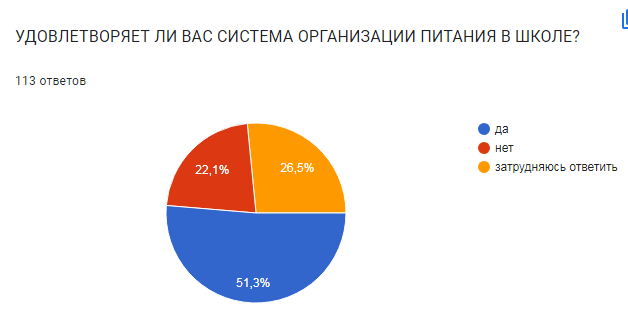 УДОВЛЕТВОРЯЕТ ЛИ ВАС СИСТЕМА ОРГАНИЗАЦИИ ПИТАНИЯ В ШКОЛЕ?
113 ответов
да
нет
затрудняюсь ответить
22,1%
26,5%
51,3%